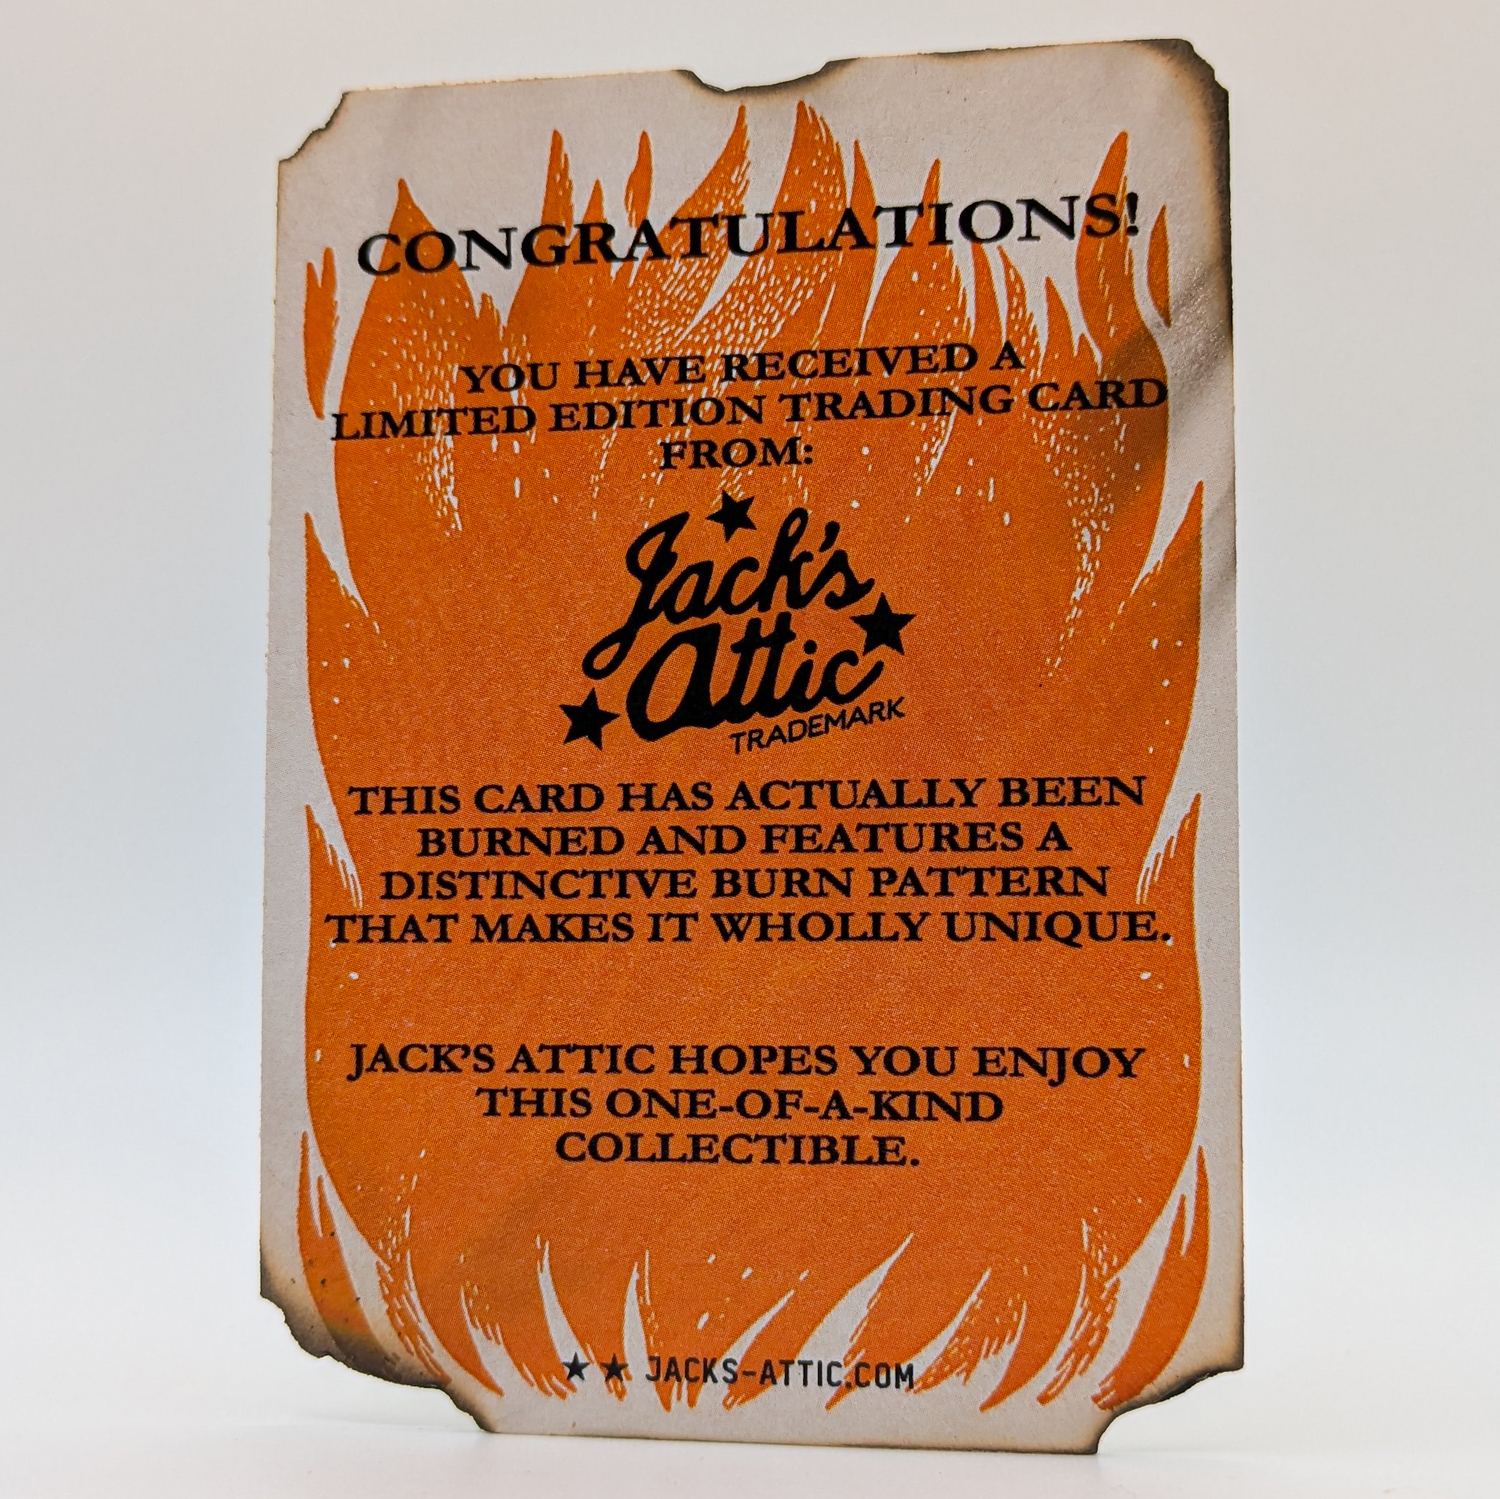 CONGRATULATIONS!
YOU HAVE RECEIVED A
LIMITED EDITION TRADING CARD
FROM:
Jack's
Attic
TRADEMARK
THIS CARD HAS ACTUALLY BEEN
BURNED AND FEATURES A
DISTINCTIVE BURN PATTERN
THAT MAKES IT WHOLLY UNIQUE.
JACK'S ATTIC HOPES YOU ENJOY
THIS ONE-OF-A-KIND
COLLECTIBLE.
★ ★ JACKS-ATTIC.COM